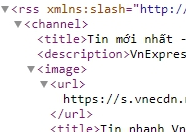 <rss xmlns:slash="http:/
<channel>
<title>Tin mới nhất -
<description>VnExpres
<image>
<url>
https://s.vnecdn.
</url>
<title>Tin nhanh Vn